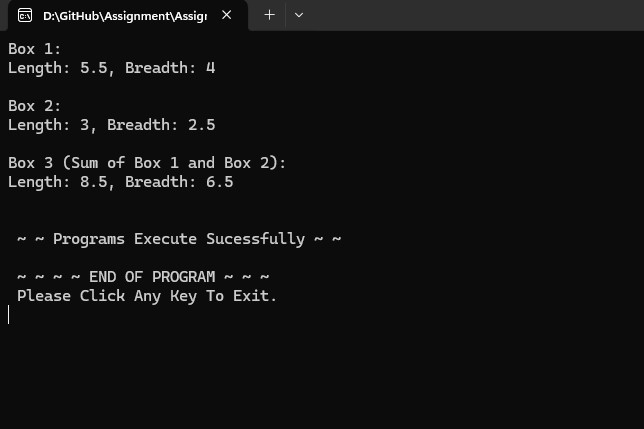 D:\GitHub\Assignment\Assigr
Box 1:
Length: 5.5, Breadth: 4
Box 2:
Length: 3, Breadth: 2.5
Box 3 (Sum of Box 1 and Box 2):
Length: 8.5, Breadth: 6.5
~ ~ Programs Execute Sucessfully ~ ~
~ ~ ~ ~ END OF PROGRAM ~ ~ ~
Please Click Any Key To Exit.